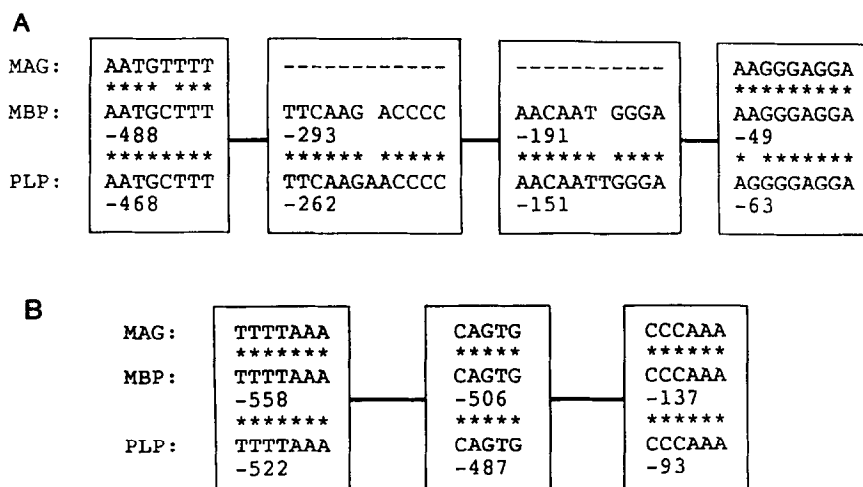 A
MAG: AATGTTTT ------------ ------------ AAGGGAGGA
**** *** *********
MBP: AATGCTTT TTCAAG ACCCC AACAAT GGGA AAGGGAGGA
-488 -293 -191 -49
******** ****** ***** ****** **** * *******
PLP: AATGCTTT TTCAAGAACCCC AACAATTGGGA AGGGGAGGA
-468 -262 -151 -63
B
MAG: TTTTAAA CAGTG CCCAAA
******* ***** ******
MBP: TTTTAAA CAGTG CCCAAA
-558 -506 -137
******* ***** ******
PLP: TTTTAAA CAGTG CCCAAA
-522 -487 -93